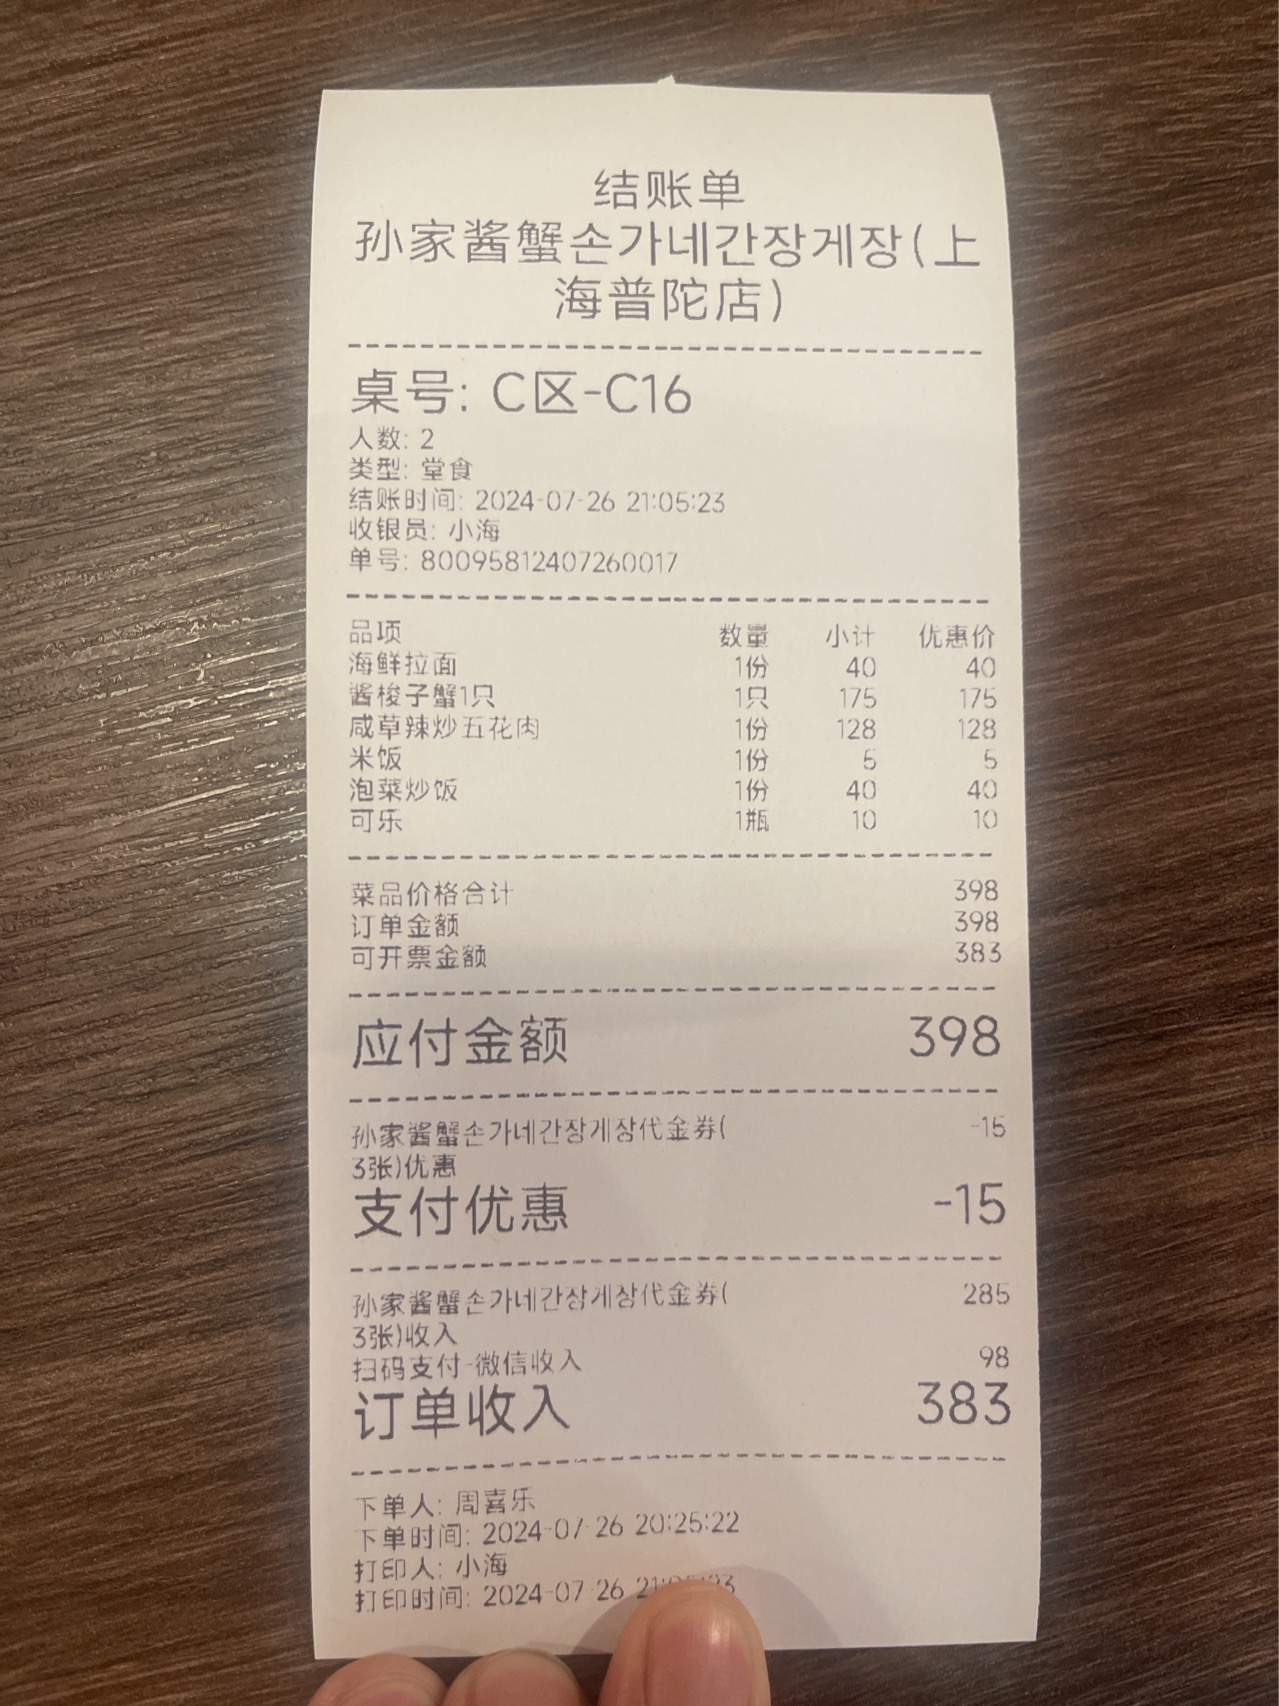 结账单
孙家酱蟹손가네간장게장(上
海普陀店)
桌号: C区-C16
人数: 2
类型: 堂食
结账时间: 2024-07-26 21:05:23
收银员: 小海
单号: 80095812407260017
品项 数量 小计 优惠价
海鲜拉面 1份 40 40
酱梭子蟹1只 1只 175 175
咸草辣炒五花肉 1份 128 128
米饭 1份 5 5
泡菜炒饭 1份 40 40
可乐 1瓶 10 10
菜品价格合计 398
订单金额 398
可开票金额 383
应付金额 398
孙家酱蟹손가네간장게장代金券( -15
3张)优惠
支付优惠 -15
孙家酱蟹손가네간장게장代金券( 285
3张)收入
扫码支付-微信收入 98
订单收入 383
下单人: 周喜乐
下单时间: 2024-07-26 20:25:22
打印人: 小海
打印时间: 2024-07-26